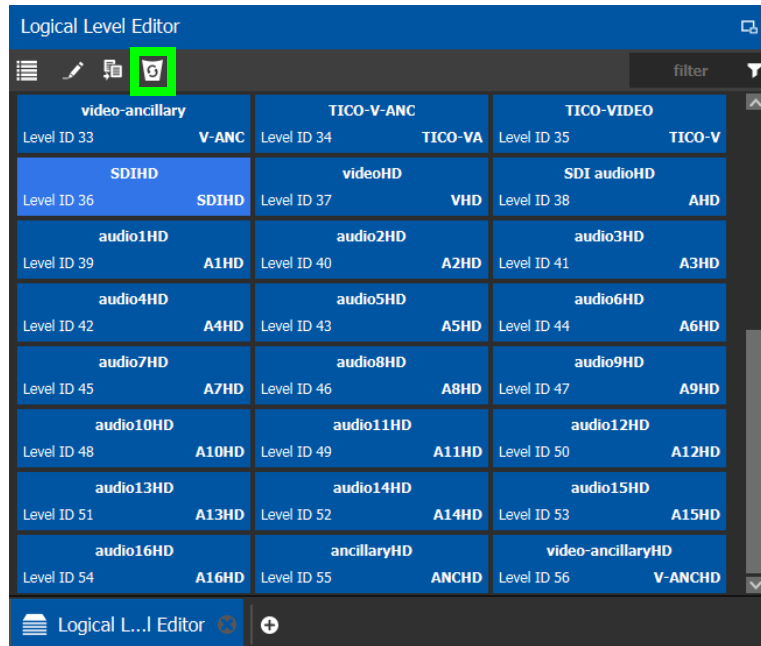 Logical Level Editor
filter
video-ancillary TICO-V-ANC TICO-VIDEO
Level ID 33 V-ANC Level ID 34 TICO-VA Level ID 35 TICO-V
SDIHD videoHD SDI audioHD
Level ID 36 SDIHD Level ID 37 VHD Level ID 38 AHD
audio1HD audio2HD audio3HD
Level ID 39 A1HD Level ID 40 A2HD Level ID 41 A3HD
audio4HD audio5HD audio6HD
Level ID 42 A4HD Level ID 43 A5HD Level ID 44 A6HD
audio7HD audio8HD audio9HD
Level ID 45 A7HD Level ID 46 A8HD Level ID 47 A9HD
audio10HD audio11HD audio12HD
Level ID 48 A10HD Level ID 49 A11HD Level ID 50 A12HD
audio13HD audio14HD audio15HD
Level ID 51 A13HD Level ID 52 A14HD Level ID 53 A15HD
audio16HD ancillaryHD video-ancillaryHD
Level ID 54 A16HD Level ID 55 ANCHD Level ID 56 V-ANCHD
Logical L...l Editor